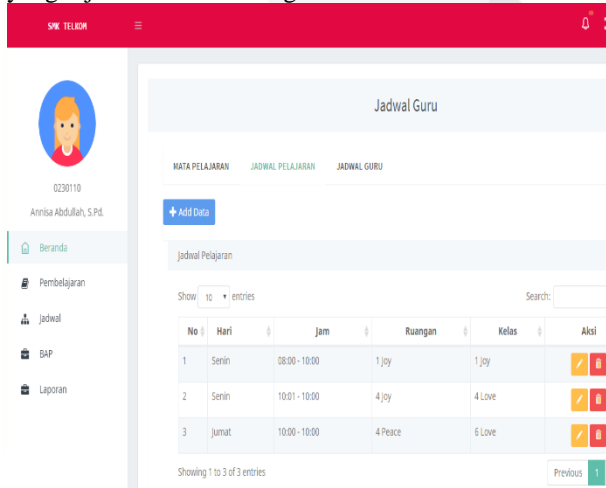 SMK TELKOM
Jadwal Guru
MATA PELAJARAN JADWAL PELAJARAN JADWAL GURU
0230110
Annisa Abdullah, S.Pd.
+ Add Data
Beranda
Jadwal Pelajaran
Pembelajaran
Show 10 entries Search:
Jadwal
No Hari Jam Ruangan Kelas Aksi
BAP
1 Senin 08:00 - 10:00 1 Joy 1 Joy
Laporan
2 Senin 10:01 - 10:00 4 Joy 4 Love
3 Jumat 10:00 - 10:00 4 Peace 6 Love
Showing 1 to 3 of 3 entries Previous 1